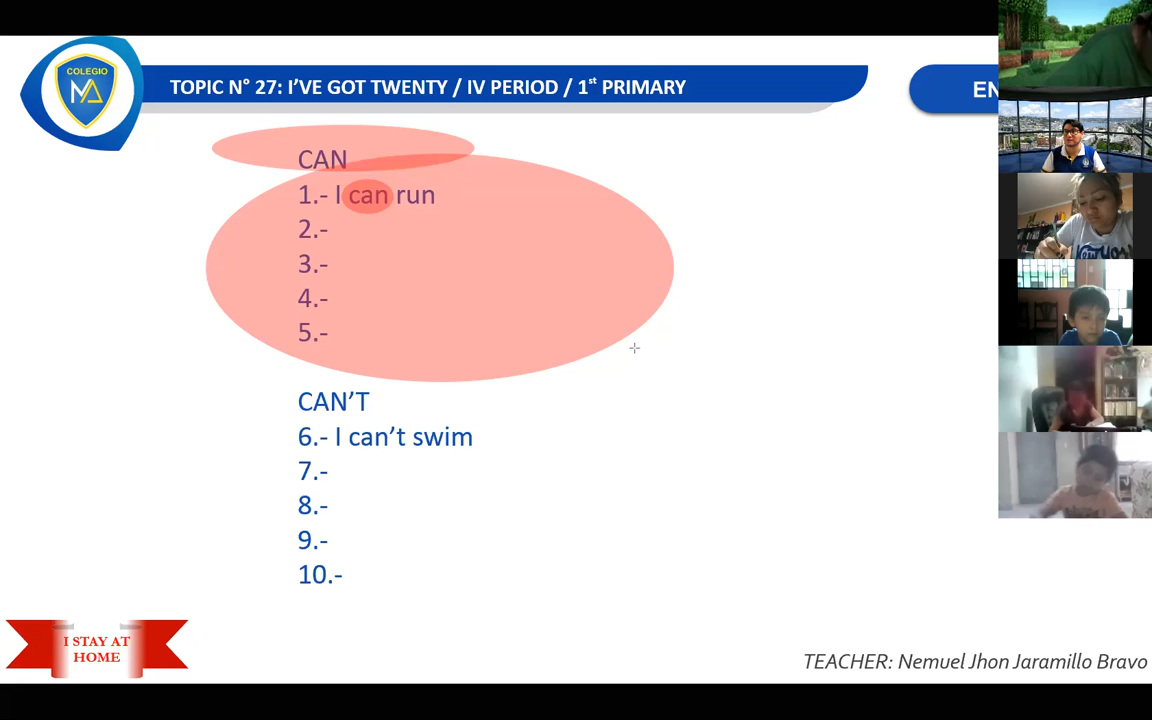 COLEGIO
MA
TOPIC N° 27: I'VE GOT TWENTY / IV PERIOD / 1st PRIMARY
EN
CAN
1.- I can run
2.-
3.-
4.-
5.-
CAN'T
6.- I can't swim
7.-
8.-
9.-
10.-
I STAY AT
HOME
TEACHER: Nemuel Jhon Jaramillo Bravo